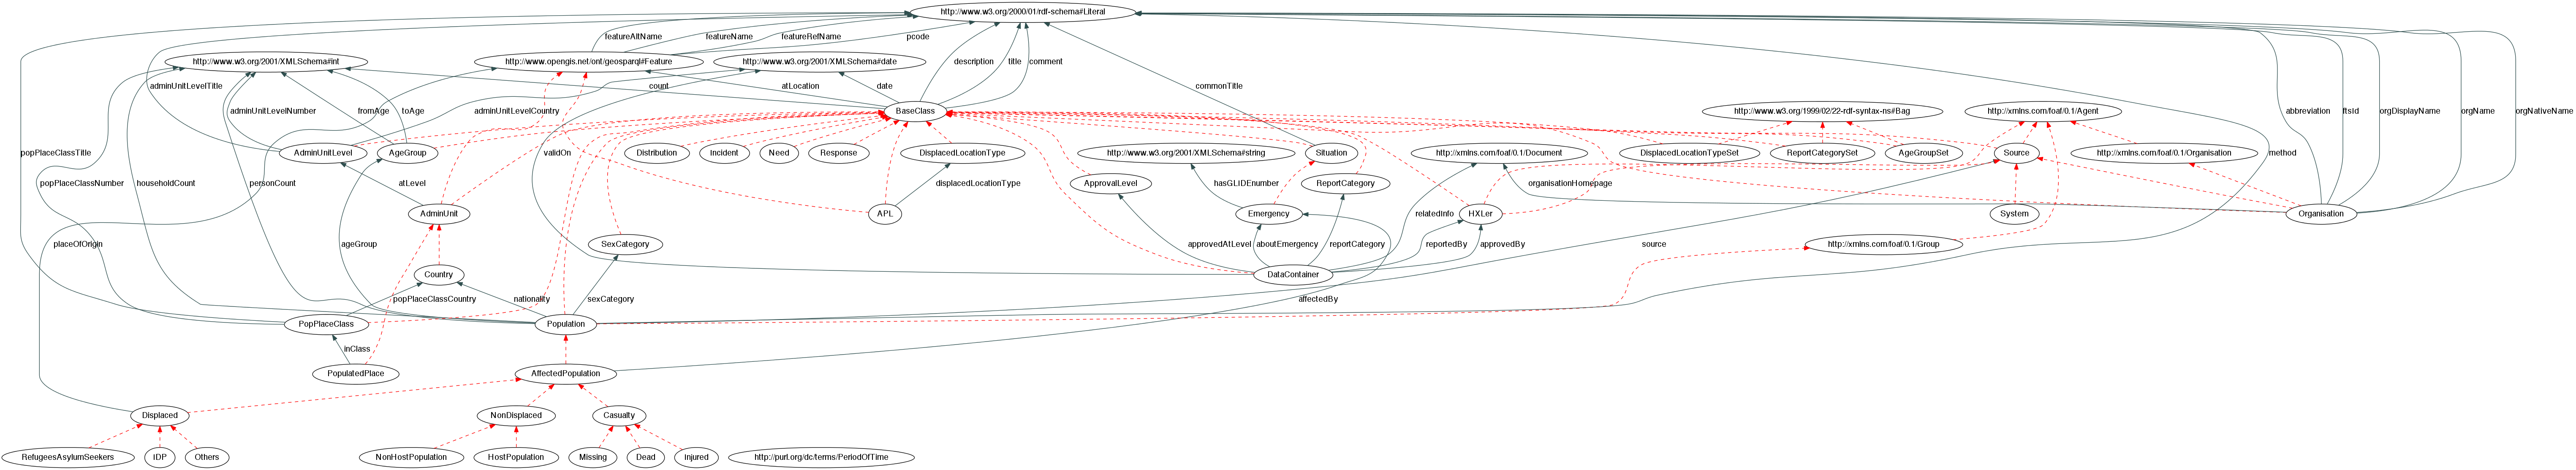 http://www.w3.org/2000/01/rdf-schema#Literal
featureAltName
featureName
featureRefName
pcode
http://www.w3.org/2001/XMLSchema#int
http://www.opengis.net/ont/geosparql#Feature
http://www.w3.org/2001/XMLSchema#date
description
title
comment
adminUnitLevelTitle
count
atLocation
date
commonTitle
adminUnitLevelNumber
fromAge
toAge
adminUnitLevelCountry
BaseClass
http://www.w3.org/1999/02/22-rdf-syntax-ns#Bag
http://xmlns.com/foaf/0.1/Agent
abbreviation
ftsId
orgDisplayName
orgName
orgNativeName
popPlaceClassTitle
AdminUnitLevel
AgeGroup
validOn
Distribution
Incident
Need
Response
DisplacedLocationType
http://www.w3.org/2001/XMLSchema#string
Situation
http://xmlns.com/foaf/0.1/Document
DisplacedLocationTypeSet
ReportCategorySet
AgeGroupSet
Source
http://xmlns.com/foaf/0.1/Organisation
method
popPlaceClassNumber
householdCount
personCount
atLevel
displacedLocationType
ApprovalLevel
hasGLIDEnumber
ReportCategory
organisationHomepage
AdminUnit
APL
Emergency
relatedInfo
HXLer
System
Organisation
placeOfOrigin
ageGroup
SexCategory
approvedAtLevel
aboutEmergency
reportCategory
reportedBy
approvedBy
source
http://xmlns.com/foaf/0.1/Group
Country
DataContainer
popPlaceClassCountry
nationality
sexCategory
affectedBy
PopPlaceClass
Population
inClass
PopulatedPlace
AffectedPopulation
Displaced
NonDisplaced
Casualty
RefugeesAsylumSeekers
IDP
Others
NonHostPopulation
HostPopulation
Missing
Dead
Injured
http://purl.org/dc/terms/PeriodOfTime